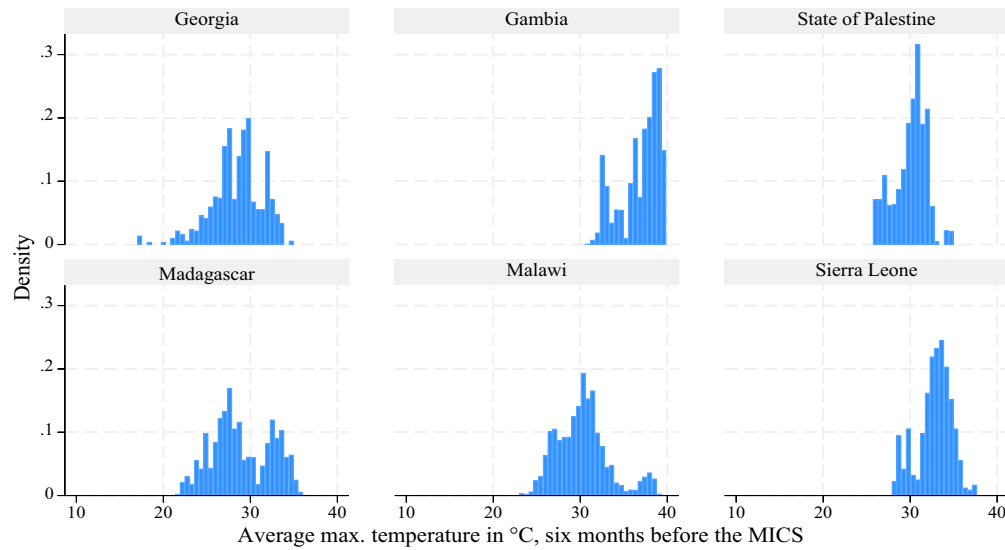 Georgia Gambia State of Palestine
.3
.2
.1
0
Madagascar Malawi Sierra Leone
.3
.2
.1
0
Density
10 20 30 40 10 20 30 40 10 20 30 40
Average max. temperature in °C, six months before the MICS